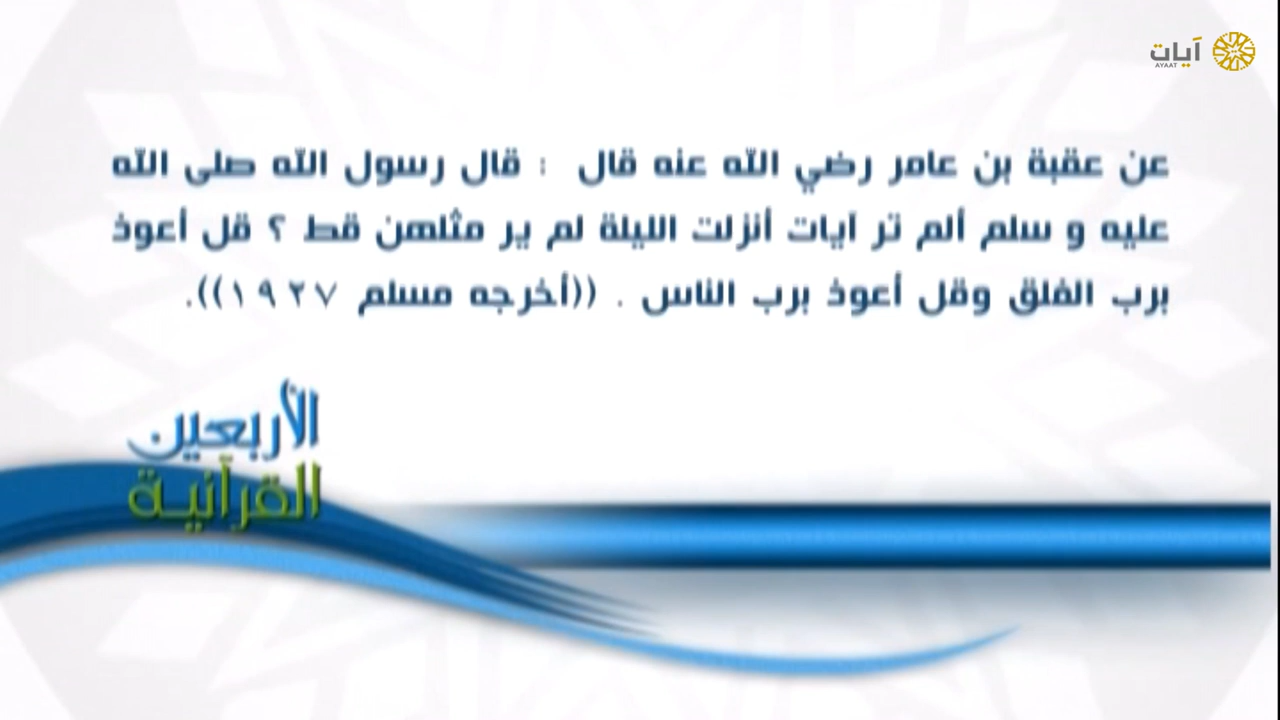 آيات
AYAAT
عن عقبة بن عامر رضي الله عنه قال : قال رسول الله صلى الله
عليه و سلم ألم تر آيات أنزلت الليلة لم ير مثلهن قط ؟ قل أعوذ
برب الفلق وقل أعوذ برب الناس . ((أخرجه مسلم ١٩٢٧)).
الأربعين
القرآنية